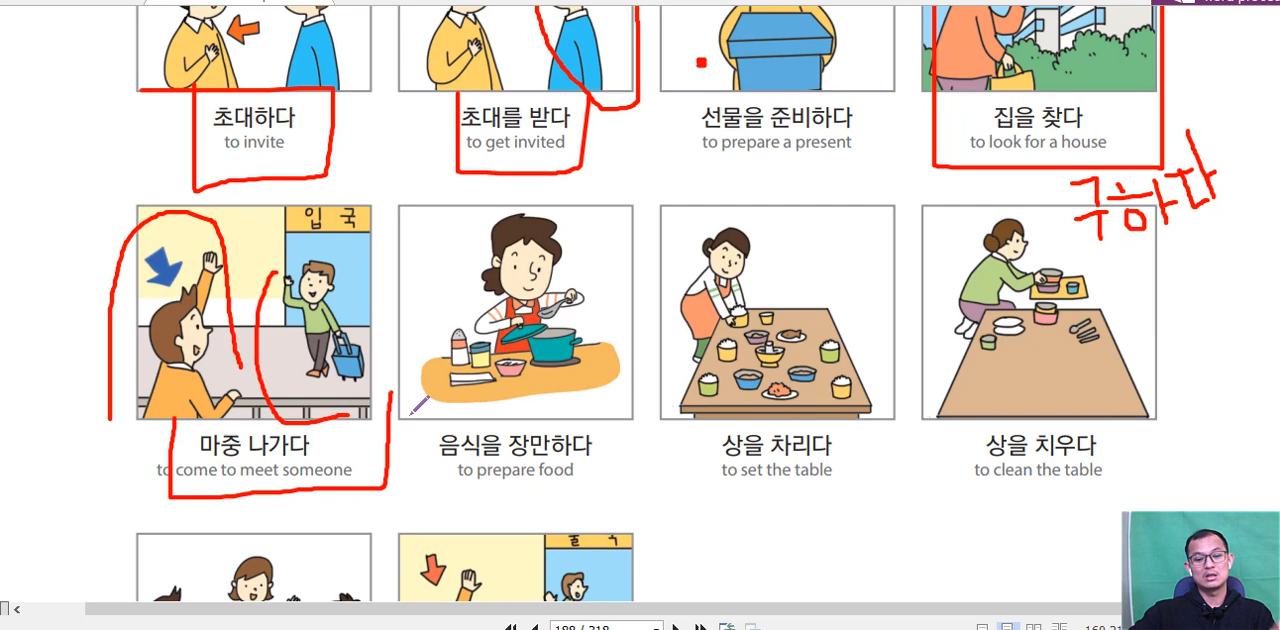 초대하다
to invite
초대를 받다
to get invited
선물을 준비하다
to prepare a present
집을 찾다
to look for a house
구하다
입국
마중 나가다
to come to meet someone
음식을 장만하다
to prepare food
상을 차리다
to set the table
상을 치우다
to clean the table